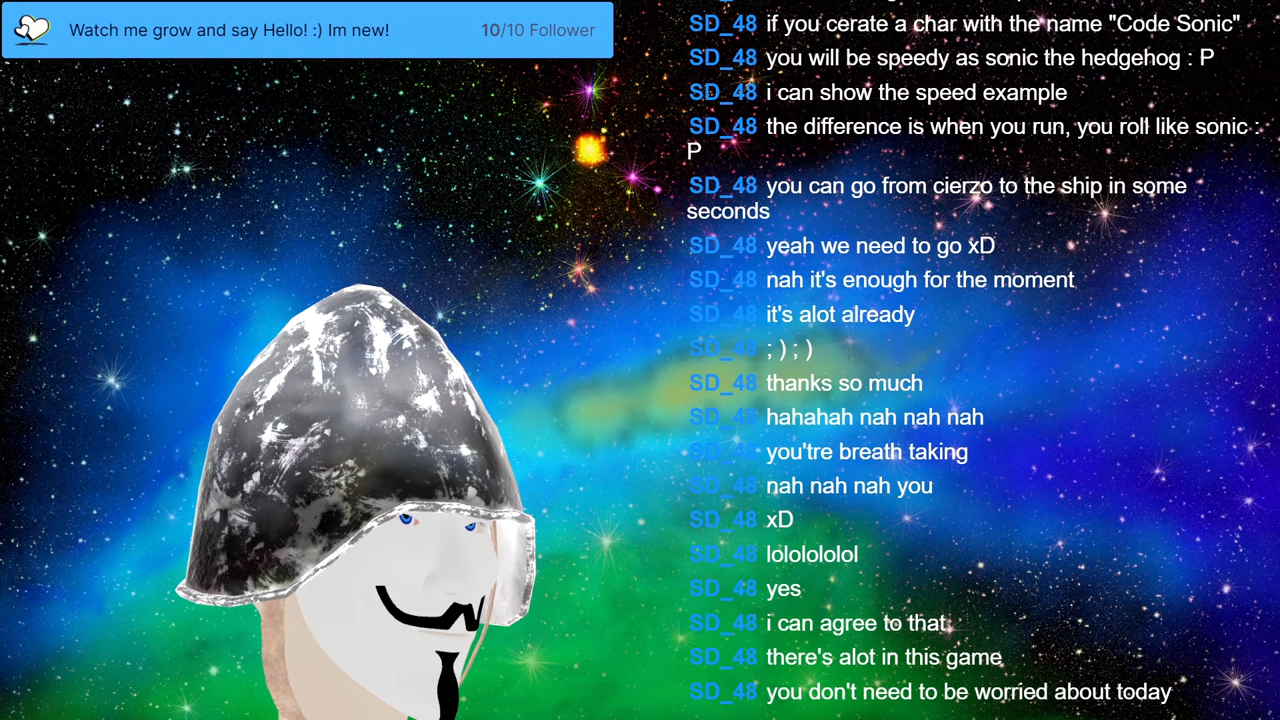 Watch me grow and say Hello! :) Im new! 10/10 Follower
SD_48 if you cerate a char with the name "Code Sonic"
SD_48 you will be speedy as sonic the hedgehog : P
SD_48 i can show the speed example
SD_48 the difference is when you run, you roll like sonic :
P
SD_48 you can go from cierzo to the ship in some
seconds
SD_48 yeah we need to go xD
SD_48 nah it's enough for the moment
SD_48 it's alot already
SD_48 ; ) ; )
SD_48 thanks so much
SD_48 hahahah nah nah nah
SD_48 you'tre breath taking
SD_48 nah nah nah you
SD_48 xD
SD_48 lolololololol
SD_48 yes
SD_48 i can agree to that.
SD_48 there's alot in this game
SD_48 you don't need to be worried about today